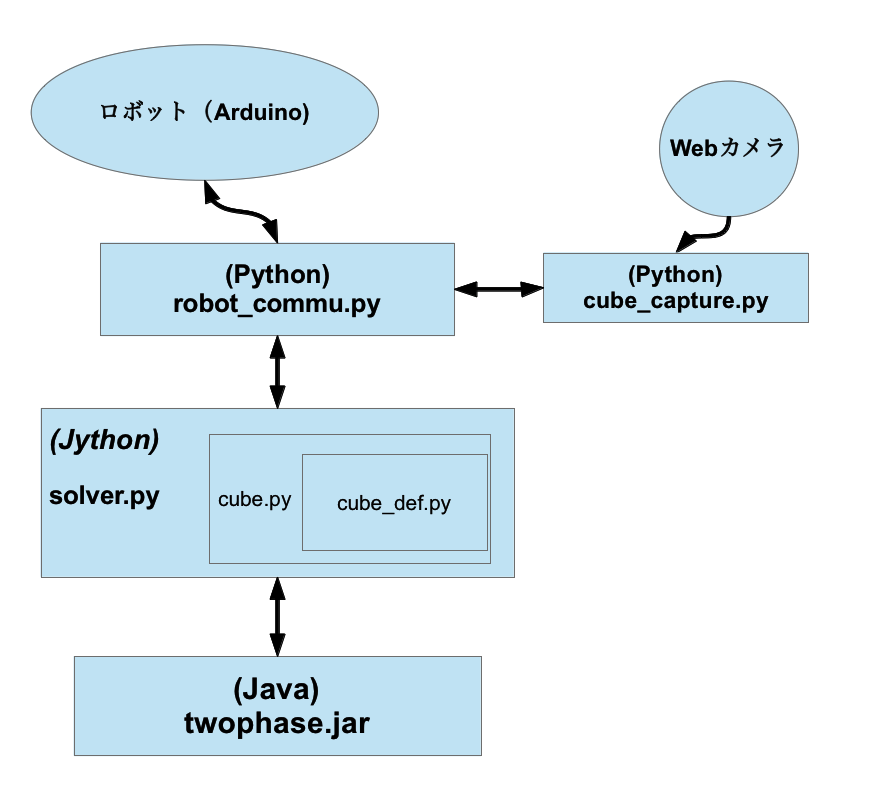 ロボット（Arduino)
Webカメラ
(Python)
robot_commu.py
(Python)
cube_capture.py
(Jython)
solver.py
cube.py
cube_def.py
(Java)
twophase.jar